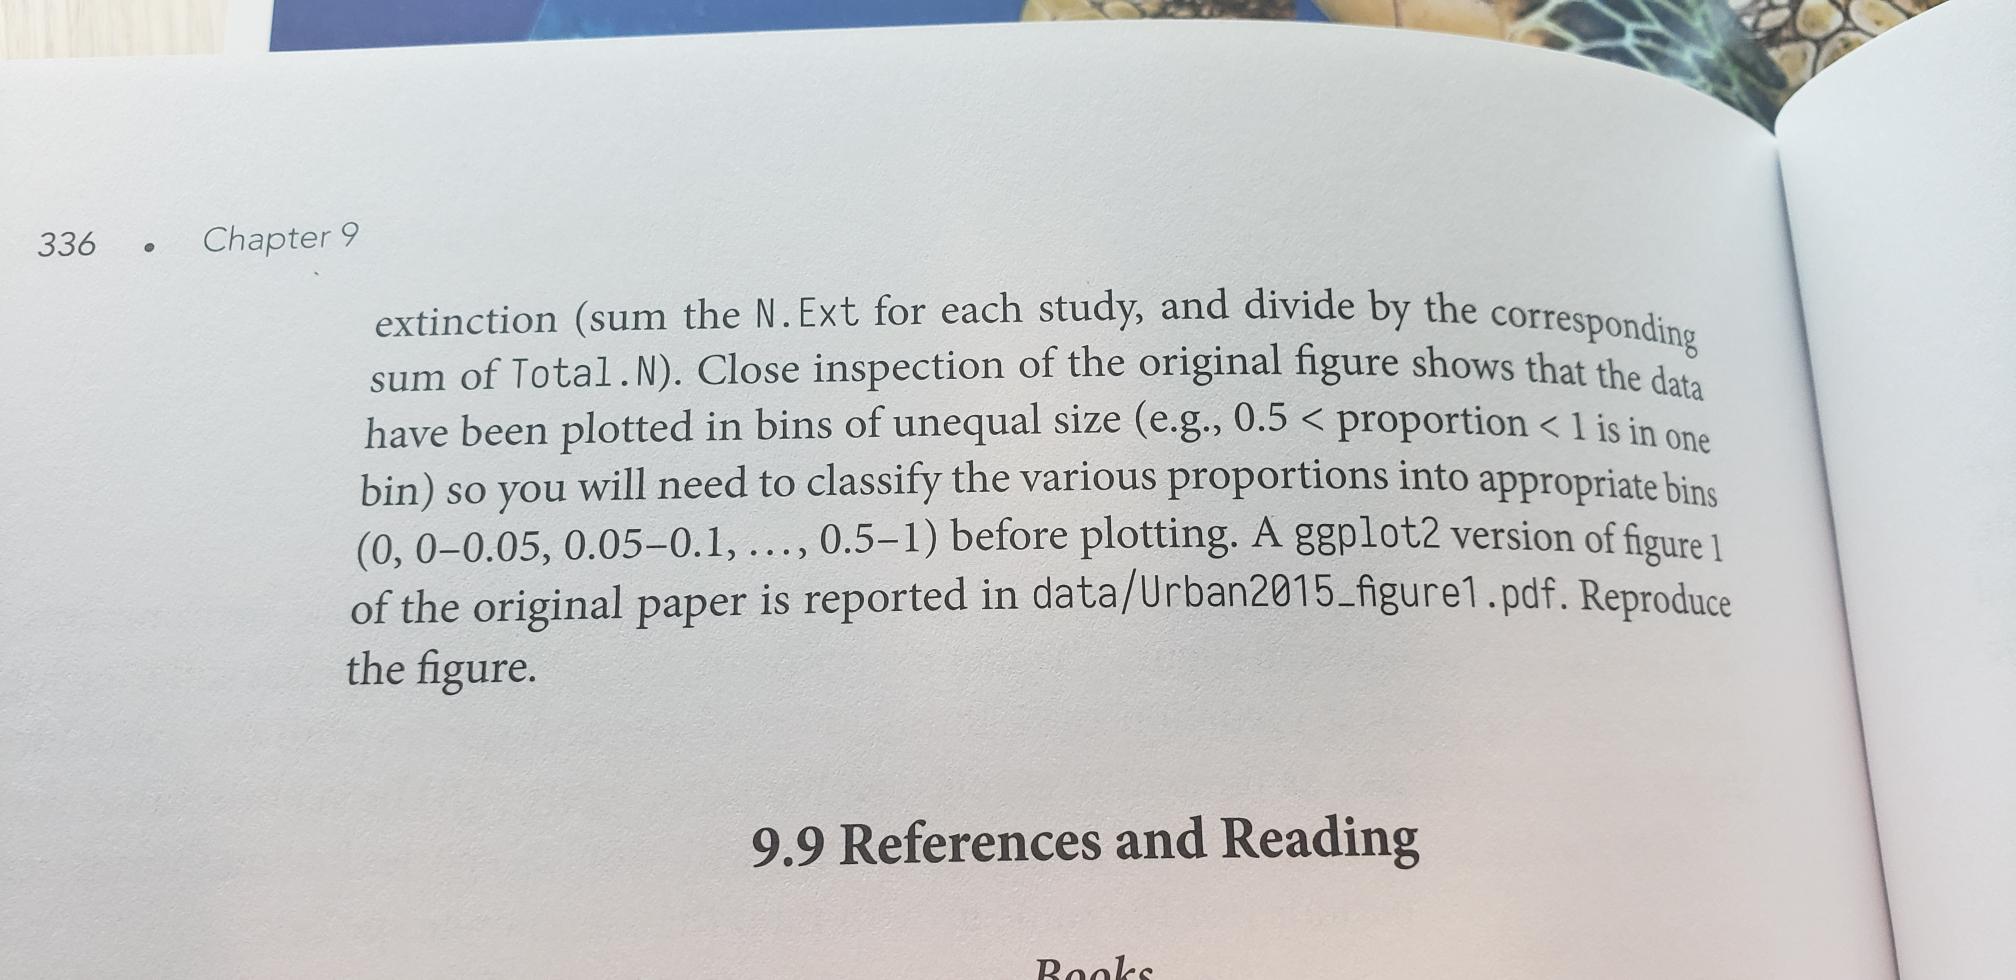 336 • Chapter 9
extinction (sum the N.Ext for each study, and divide by the corresponding
sum of Total.N). Close inspection of the original figure shows that the data
have been plotted in bins of unequal size (e.g., 0.5 < proportion < 1 is in one
bin) so you will need to classify the various proportions into appropriate bins
(0, 0–0.05, 0.05–0.1, ..., 0.5–1) before plotting. A ggplot2 version of figure 1
of the original paper is reported in data/Urban2015_figure1.pdf. Reproduce
the figure.
9.9 References and Reading
Books